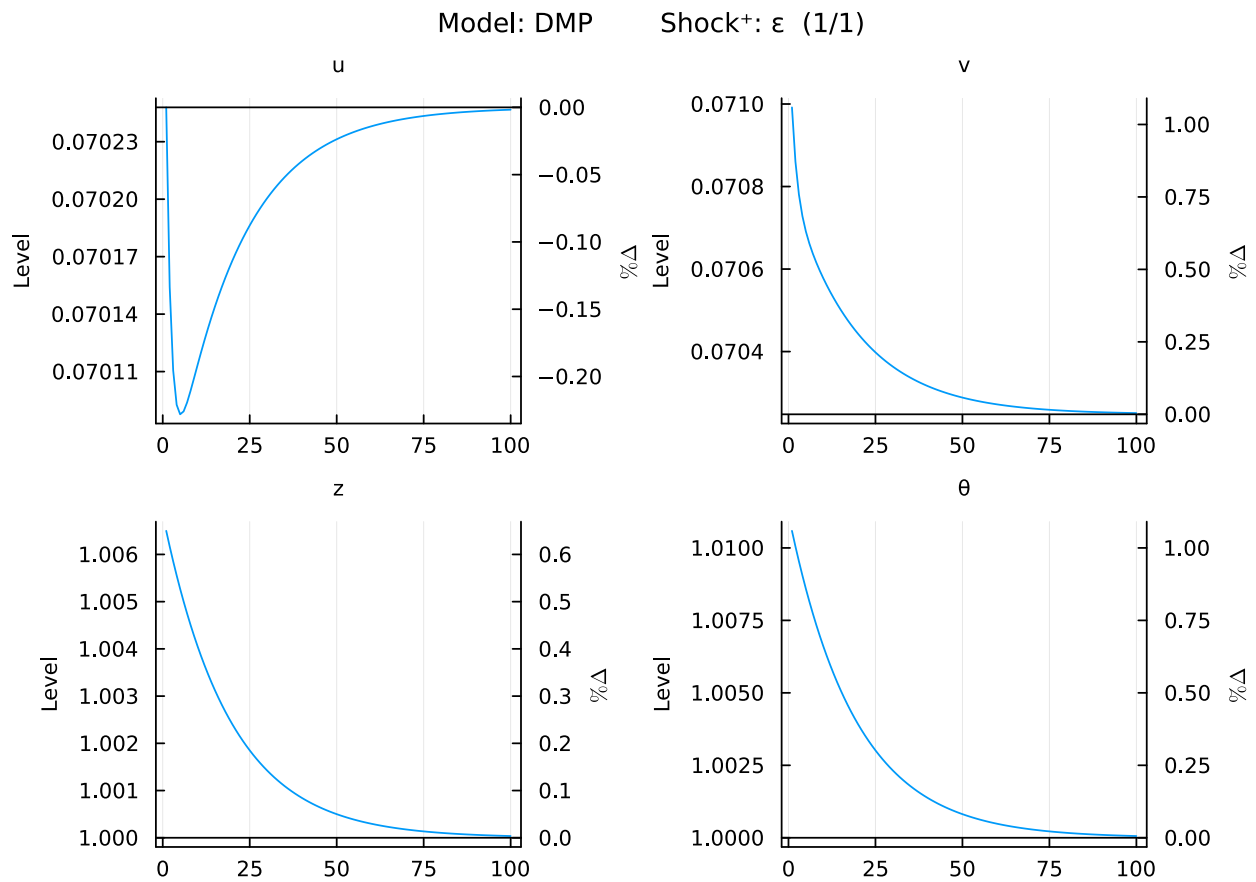 Model: DMP Shock⁺: ε (1/1)
u
Level
0.07023
0.07020
0.07017
0.07014
0.07011
0.00
−0.05
−0.10
−0.15
−0.20
%Δ
0 25 50 75 100
v
Level
0.0710
0.0708
0.0706
0.0704
1.00
0.75
0.50
0.25
0.00
%Δ
0 25 50 75 100
z
Level
1.006
1.005
1.004
1.003
1.002
1.001
1.000
0.6
0.5
0.4
0.3
0.2
0.1
0.0
%Δ
0 25 50 75 100
θ
Level
1.0100
1.0075
1.0050
1.0025
1.0000
1.00
0.75
0.50
0.25
0.00
%Δ
0 25 50 75 100